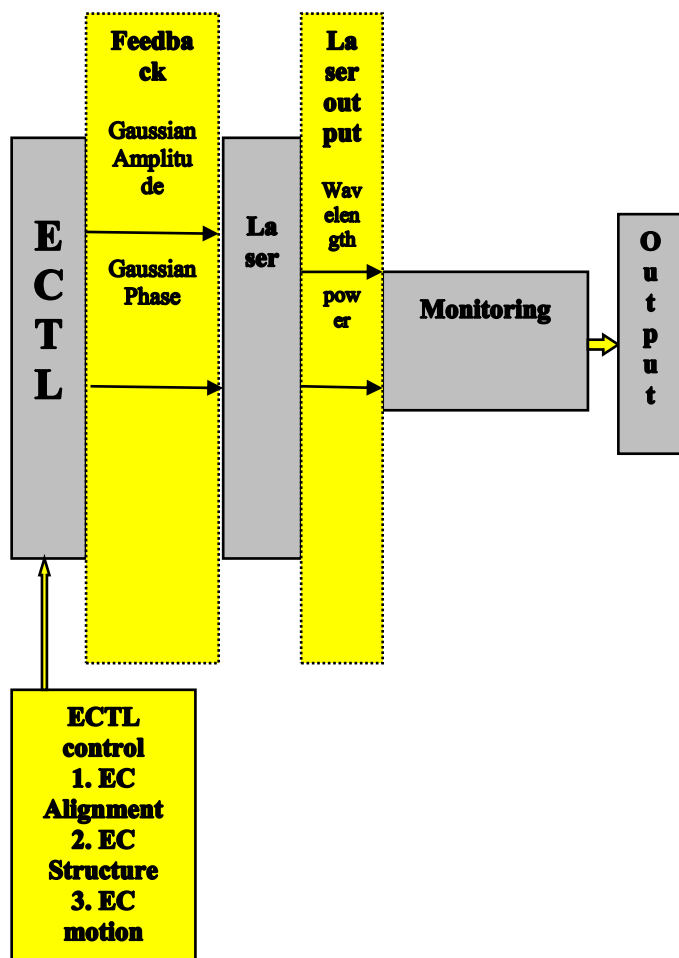 Feedba
ck
Gaussian
Amplitu
de
Gaussian
Phase
La
ser
out
put
Wav
elen
gth
pow
er
E
C
T
L
La
ser
Monitoring
O
u
t
p
u
t
ECTL
control
1. EC
Alignment
2. EC
Structure
3. EC
motion